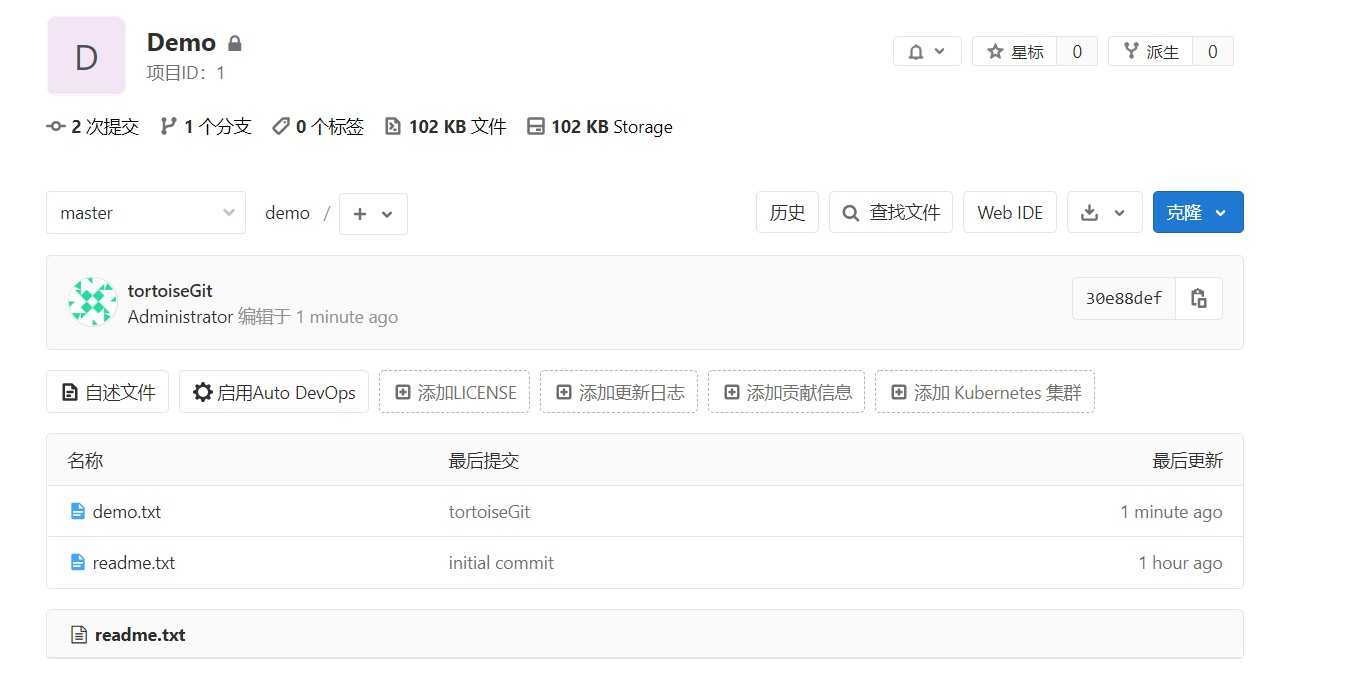 D
Demo
项目ID： 1
星标 0
派生 0
2 次提交 1 个分支 0 个标签 102 KB 文件 102 KB Storage
master demo / + 历史 查找文件 Web IDE 克隆
tortoiseGit
Administrator 编辑于 1 minute ago
30e88def
自述文件 启用Auto DevOps 添加LICENSE 添加更新日志 添加贡献信息 添加 Kubernetes 集群
名称 最后提交 最后更新
demo.txt tortoiseGit 1 minute ago
readme.txt initial commit 1 hour ago
readme.txt